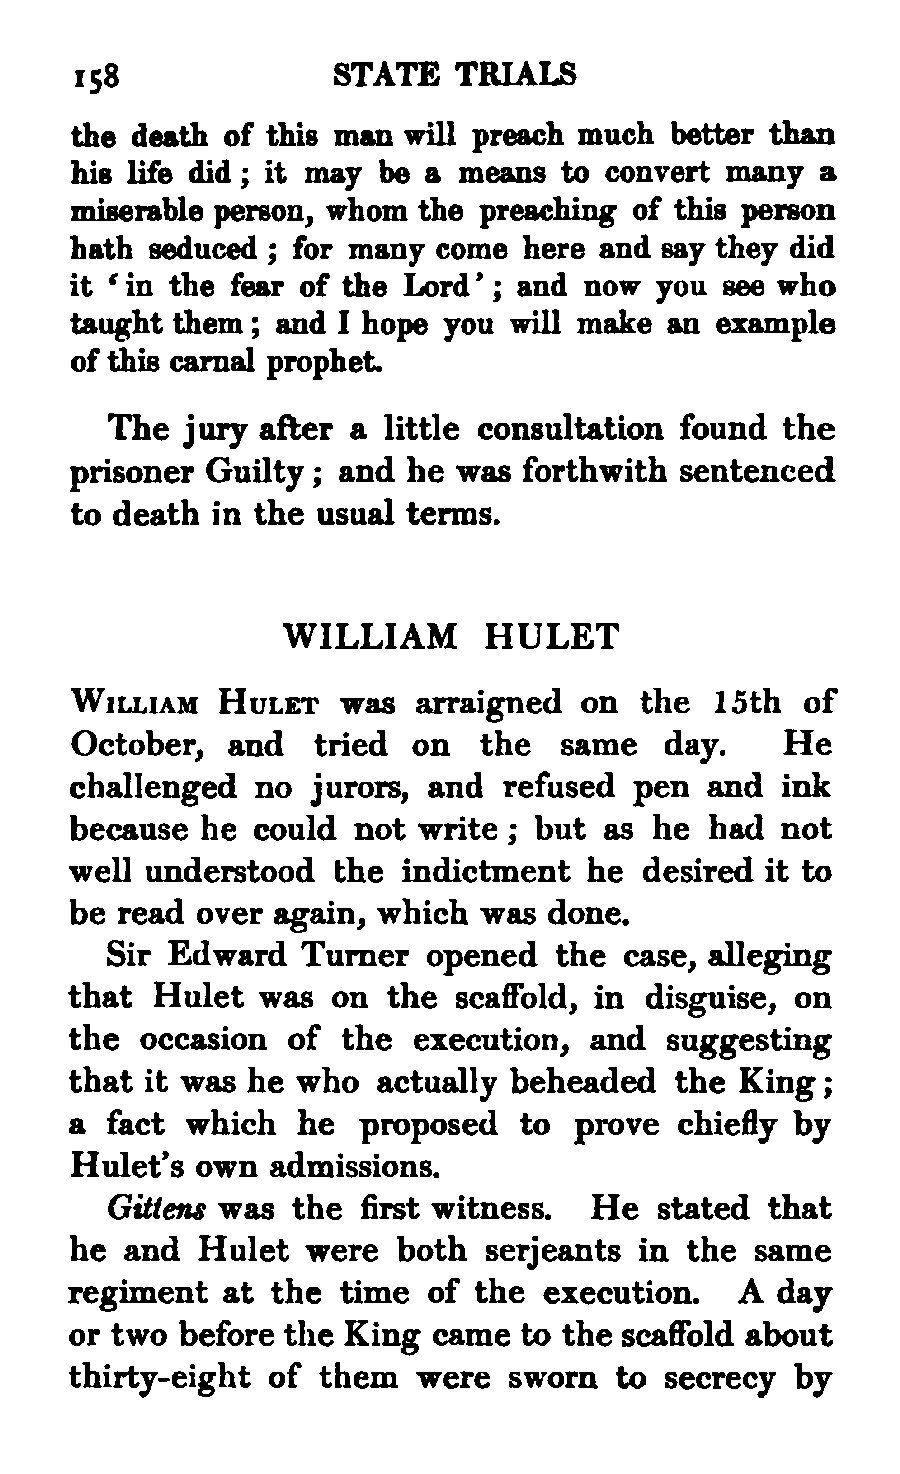 158 STATE TRIALS
the death of this man will preach much better than
his life did ; it may be a means to convert many a
miserable person, whom the preaching of this person
hath seduced ; for many come here and say they did
it ‘ in the fear of the Lord’ ; and now you see who
taught them ; and I hope you will make an example
of this carnal prophet.
The jury after a little consultation found the
prisoner Guilty ; and he was forthwith sentenced
to death in the usual terms.
WILLIAM HULET
WILLIAM HULET was arraigned on the 15th of
October, and tried on the same day. He
challenged no jurors, and refused pen and ink
because he could not write ; but as he had not
well understood the indictment he desired it to
be read over again, which was done.
Sir Edward Turner opened the case, alleging
that Hulet was on the scaffold, in disguise, on
the occasion of the execution, and suggesting
that it was he who actually beheaded the King ;
a fact which he proposed to prove chiefly by
Hulet’s own admissions.
Gittens was the first witness. He stated that
he and Hulet were both serjeants in the same
regiment at the time of the execution. A day
or two before the King came to the scaffold about
thirty-eight of them were sworn to secrecy by